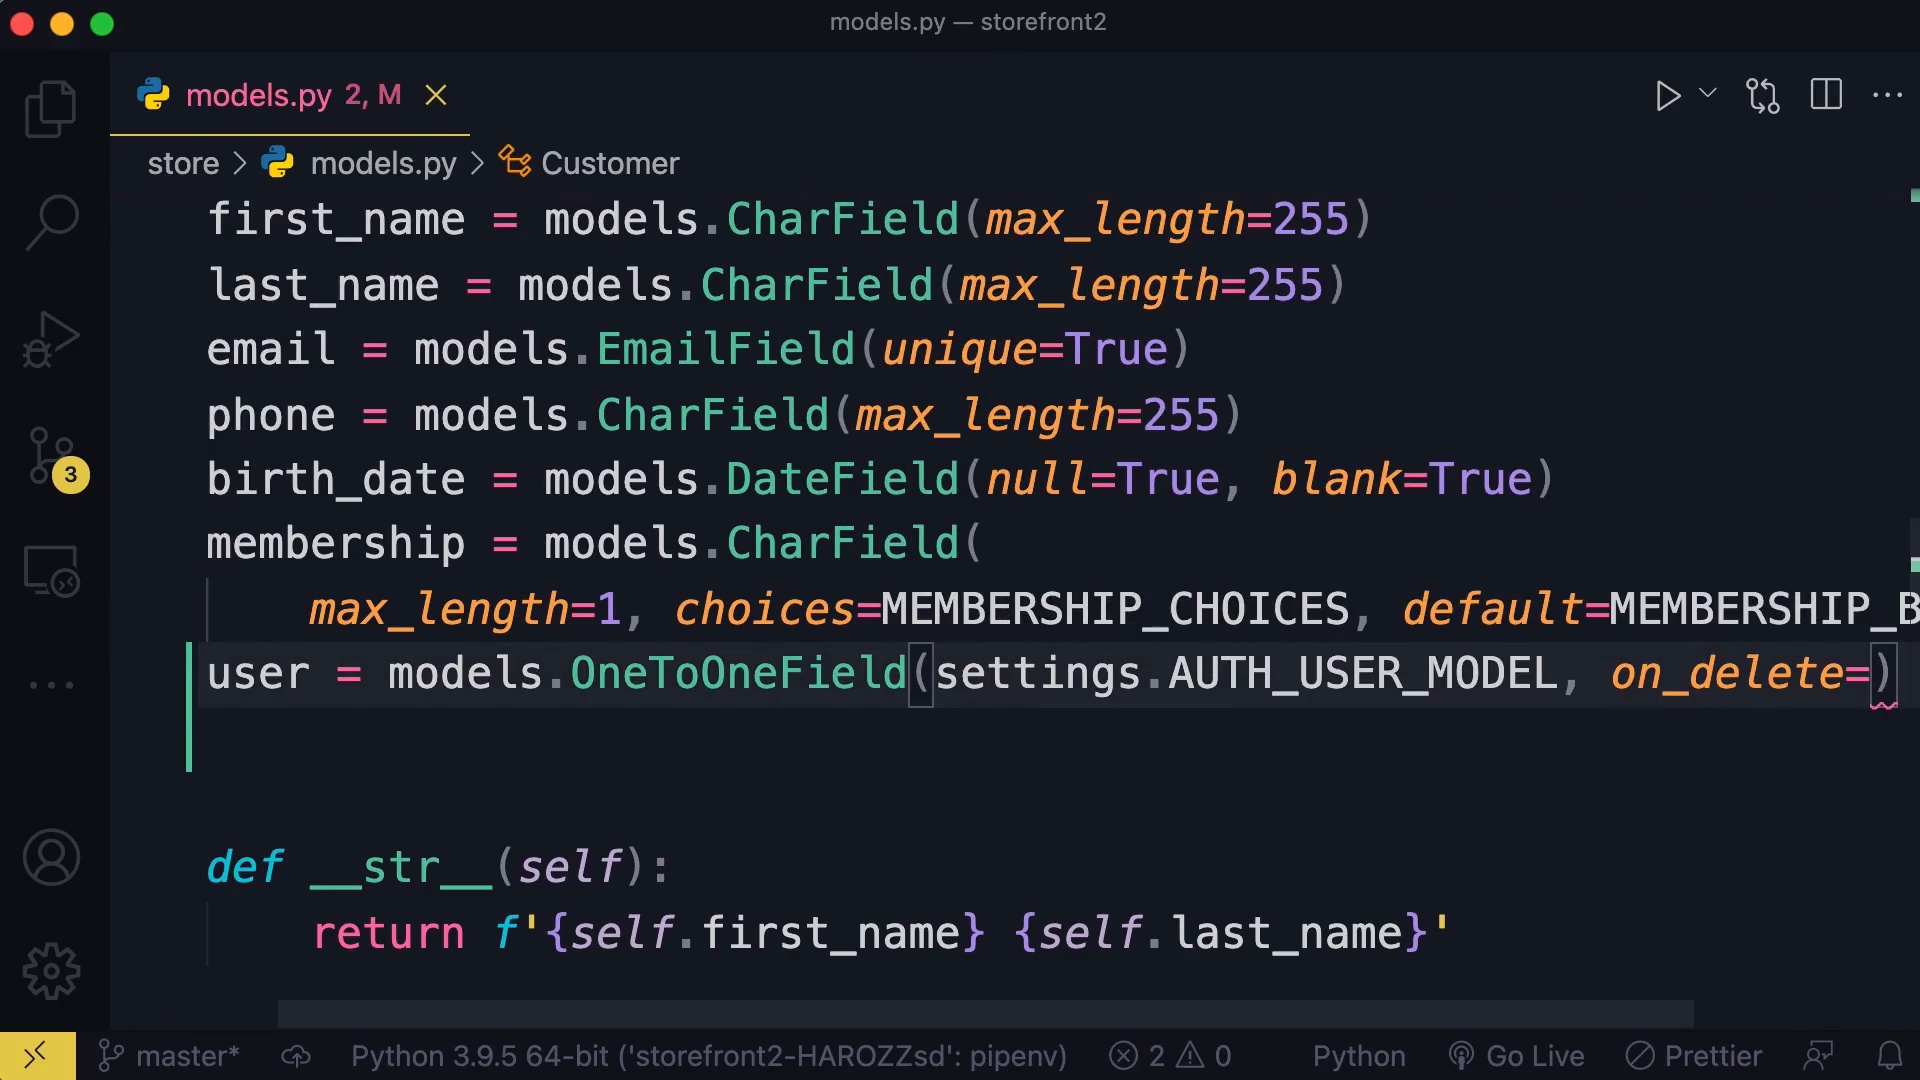 models.py — storefront2
models.py 2, M
store > models.py > Customer
first_name = models.CharField(max_length=255)
last_name = models.CharField(max_length=255)
email = models.EmailField(unique=True)
phone = models.CharField(max_length=255)
birth_date = models.DateField(null=True, blank=True)
membership = models.CharField(
max_length=1, choices=MEMBERSHIP_CHOICES, default=MEMBERSHIP_B
user = models.OneToOneField(settings.AUTH_USER_MODEL, on_delete=)
3
def __str__(self):
return f'{self.first_name} {self.last_name}'
master* Python 3.9.5 64-bit ('storefront2-HAROZZsd': pipenv) 2 0 Python Go Live Prettier